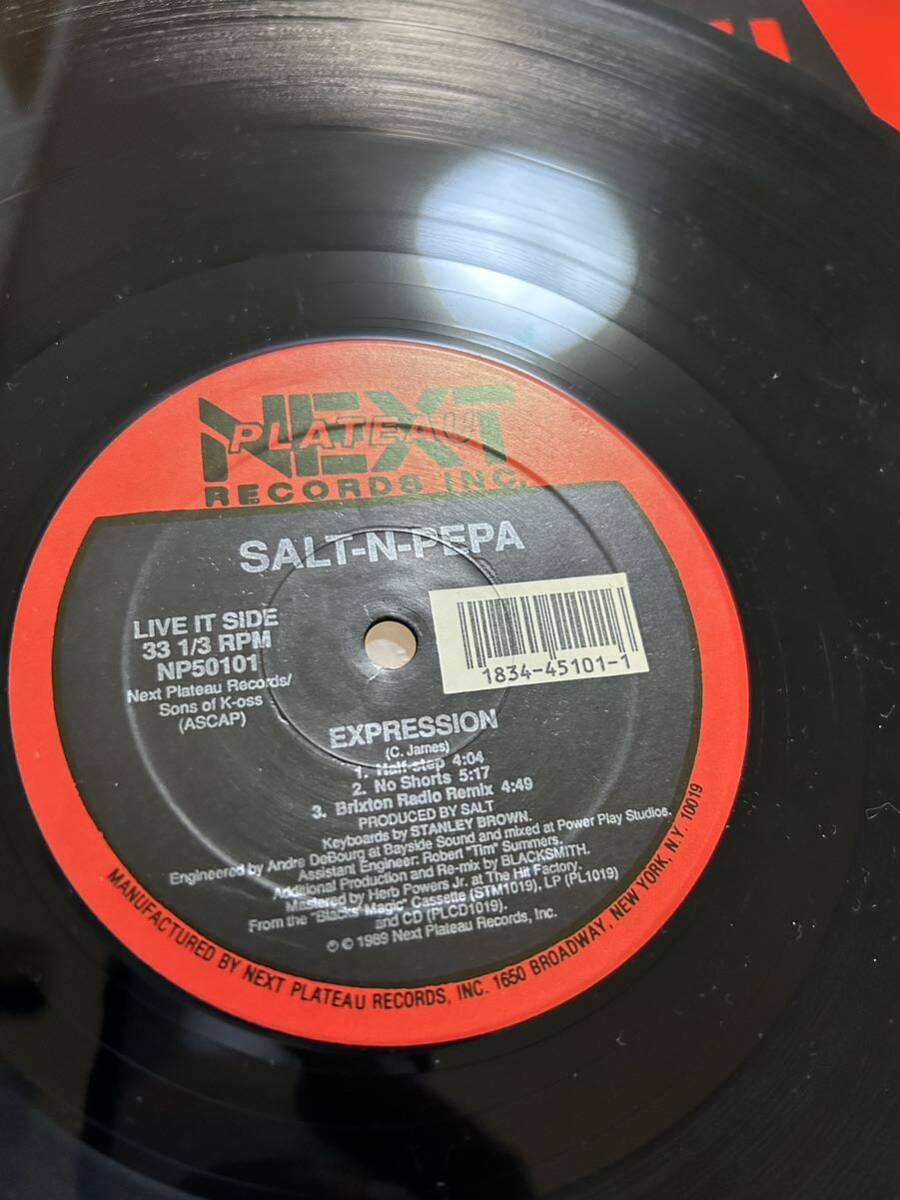 NEXT
PLATEAU
RECORDS INC.
SALT-N-PEPA
LIVE IT SIDE
33 1/3 RPM
NP50101
Next Plateau Records/
Sons of K-oss
(ASCAP)
1834-45101-1
EXPRESSION
(C. James)
1. Half-step 4:04
2. No Shorts 5:17
3. Brixton Radio Remix 4:49
PRODUCED BY SALT
Keyboards by STANLEY BROWN.
Engineered by Andre DeBourg at Bayside Sound and mixed at Power Play Studios.
Assistant Engineer: Robert "Tim" Summers.
Additional Production and Re-mix by BLACKSMITH.
Mastered by Herb Powers Jr. at The Hit Factory.
From the "Blacks' Magic" Cassette (STM1019), LP (PL1019)
and CD (PLCD1019).
℗ © 1989 Next Plateau Records, Inc.
MANUFACTURED BY NEXT PLATEAU RECORDS, INC. 1650 BROADWAY, NEW YORK, N.Y. 10019